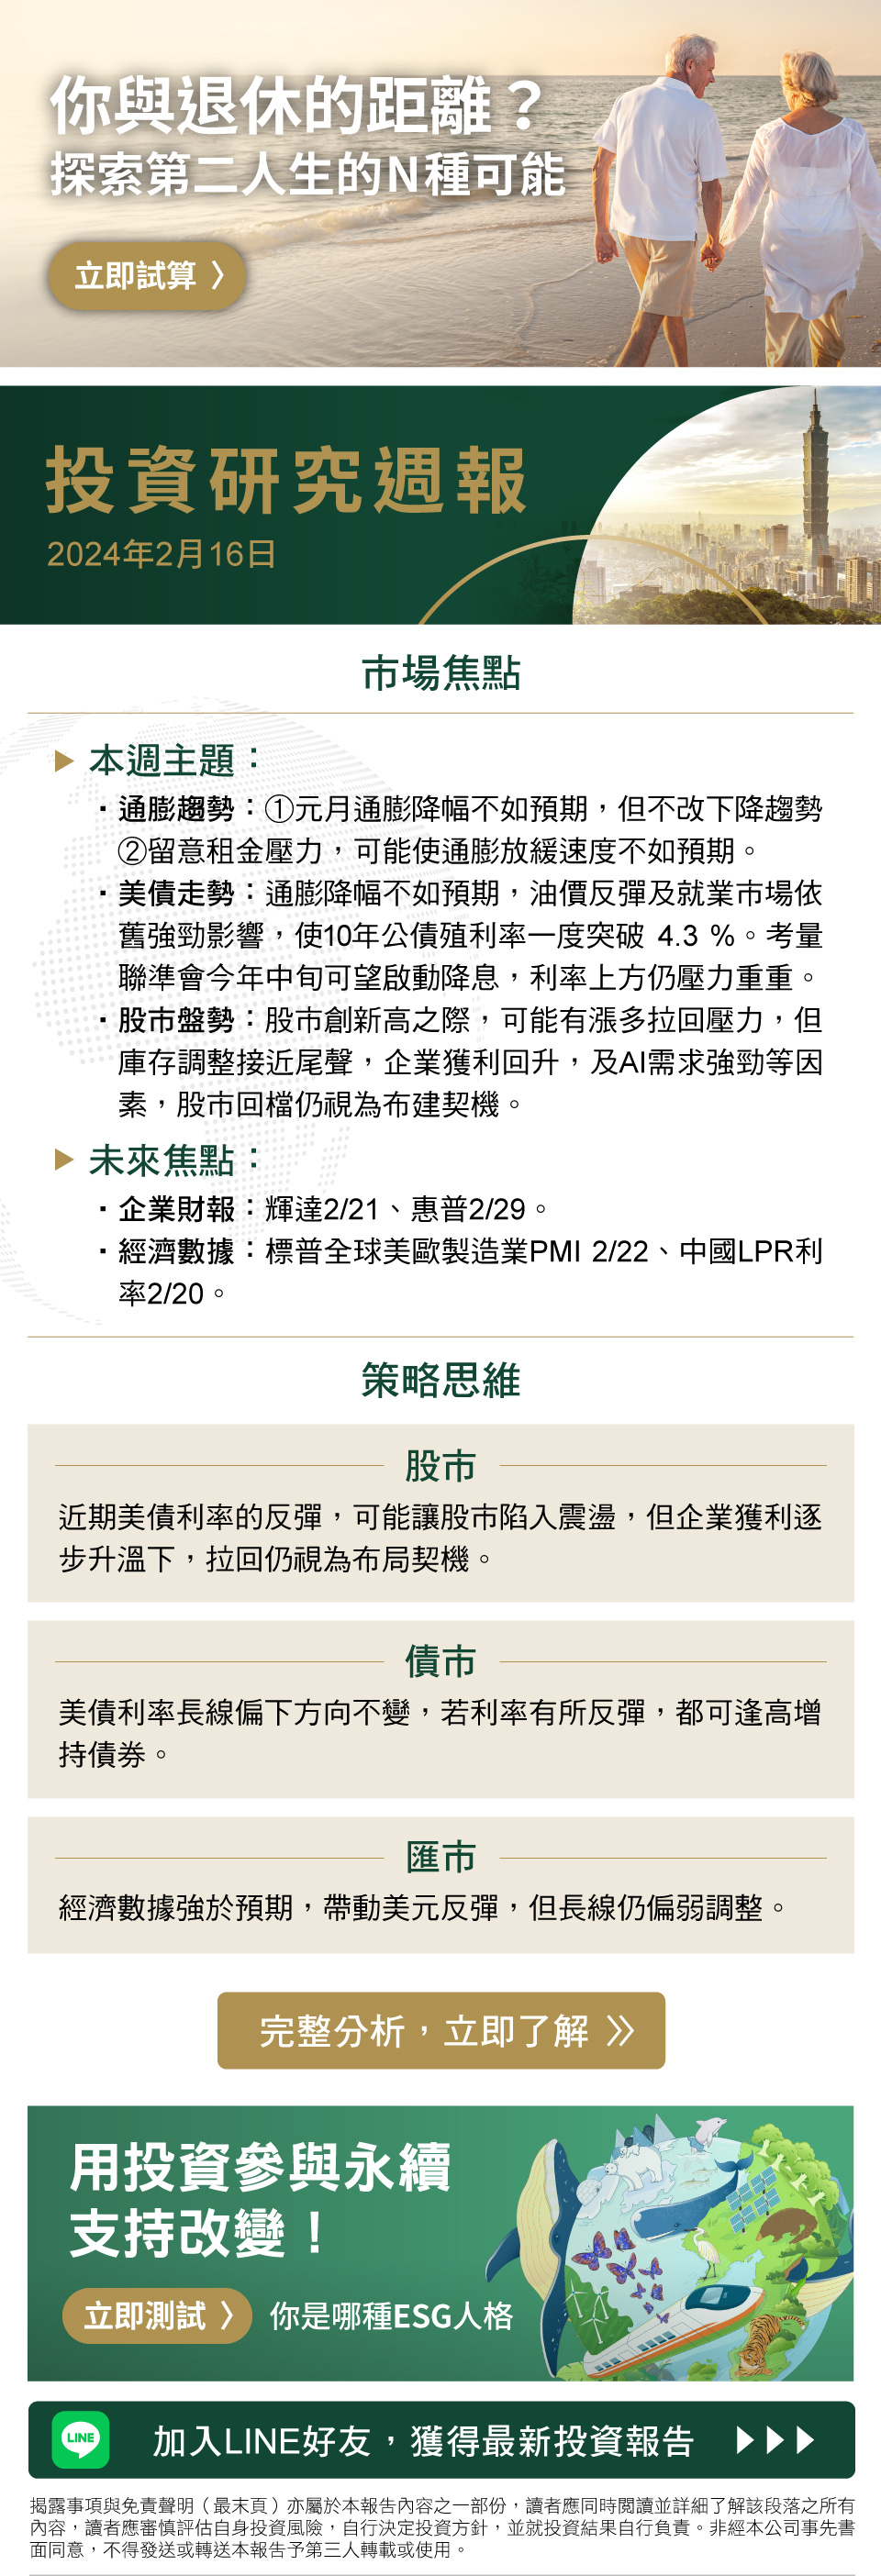 你與退休的距離？
探索第二人生的N種可能
立即試算 〉
投資研究週報
2024年2月16日
市場焦點
▶ 本週主題：
・通膨趨勢：①元月通膨降幅不如預期，但不改下降趨勢
②留意租金壓力，可能使通膨放緩速度不如預期。
・美債走勢：通膨降幅不如預期，油價反彈及就業市場依
舊強勁影響，使10年公債殖利率一度突破 4.3 %。考量
聯準會今年中旬可望啟動降息，利率上方仍壓力重重。
・股市盤勢：股市創新高之際，可能有漲多拉回壓力，但
庫存調整接近尾聲，企業獲利回升，及AI需求強勁等因
素，股市回檔仍視為布建契機。
▶ 未來焦點：
・企業財報：輝達2/21、惠普2/29。
・經濟數據：標普全球美歐製造業PMI 2/22、中國LPR利
率2/20。
策略思維
股市
近期美債利率的反彈，可能讓股市陷入震盪，但企業獲利逐
步升溫下，拉回仍視為布局契機。
債市
美債利率長線偏下方向不變，若利率有所反彈，都可逢高增
持債券。
匯市
經濟數據強於預期，帶動美元反彈，但長線仍偏弱調整。
完整分析，立即了解 》
用投資參與永續
支持改變！
立即測試 〉 你是哪種ESG人格
LINE 加入LINE好友，獲得最新投資報告 ▶▶▶
揭露事項與免責聲明（最末頁）亦屬於本報告內容之一部份，讀者應同時閱讀並詳細了解該段落之所有
內容，讀者應審慎評估自身投資風險，自行決定投資方針，並就投資結果自行負責。非經本公司事先書
面同意，不得發送或轉送本報告予第三人轉載或使用。